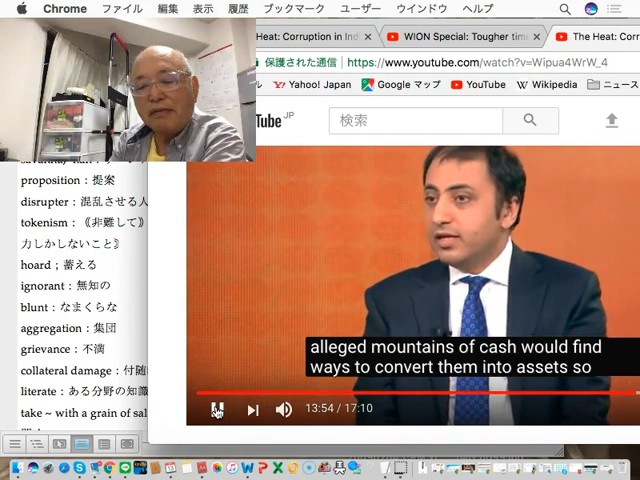 Chrome ファイル 編集 表示 履歴 ブックマーク ユーザー ウインドウ ヘルプ
Heat: Corruption in Indi
WION Special: Tougher time
The Heat: Corr
保護された通信
https://www.youtube.com/watch?v=Wipua4WrW_4
Yahoo! Japan
Google マップ
YouTube
Wikipedia
ニュース
Tube JP
検索
proposition：提案
disrupter：混乱させる人
tokenism：《非難して》
力しかしないこと》
hoard；蓄える
ignorant：無知の
blunt：なまくらな
aggregation：集団
grievance：不満
collateral damage：付随
literate：ある分野の知識
take ~ with a grain of sal
alleged mountains of cash would find
ways to convert them into assets so
13:54 / 17:10